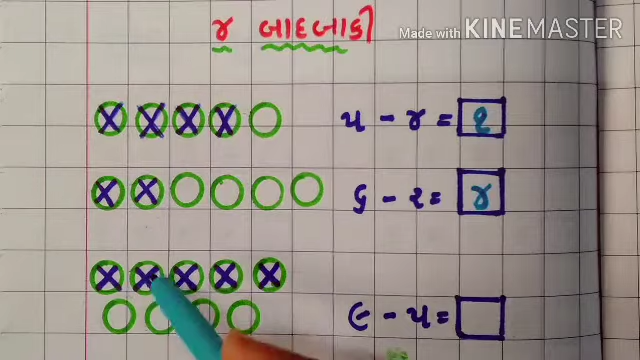 ૪ બાદબાકી
Made with KINEMASTER
૫ - ૪ = ૧
૬ - ૨ = ૪
૯ - ૫ =